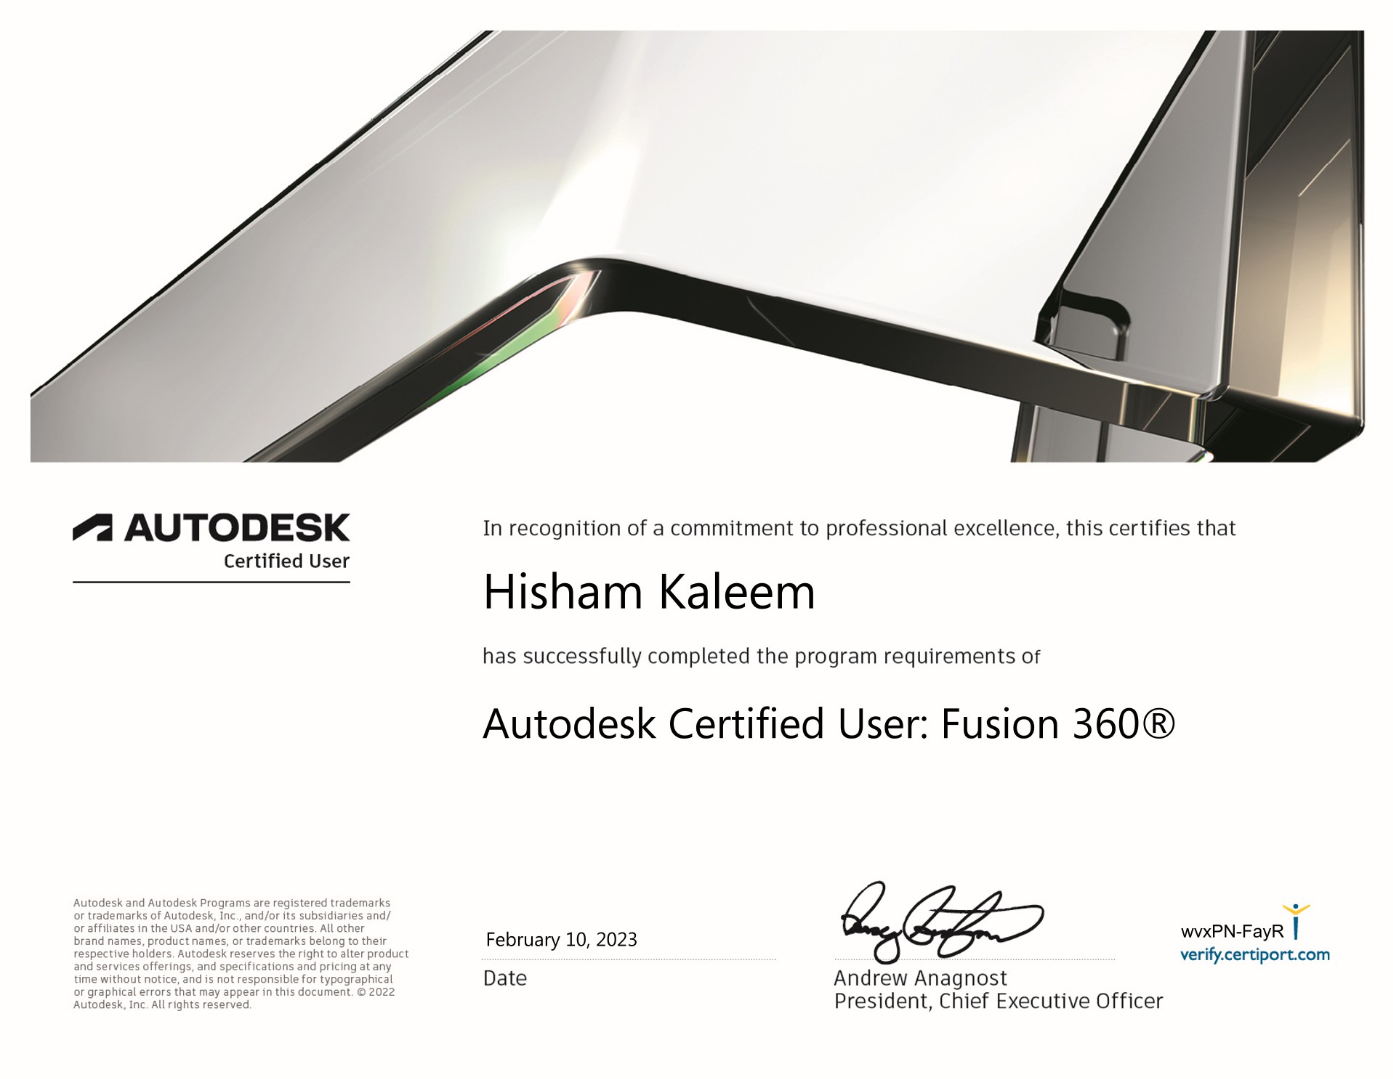 AUTODESK
Certified User
In recognition of a commitment to professional excellence, this certifies that
Hisham Kaleem
has successfully completed the program requirements of
Autodesk Certified User: Fusion 360®
Autodesk and Autodesk Programs are registered trademarks
or trademarks of Autodesk, Inc., and/or its subsidiaries and/
or affiliates in the USA and/or other countries. All other
brand names, product names, or trademarks belong to their
respective holders. Autodesk reserves the right to alter product
and services offerings, and specifications and pricing at any
time without notice, and is not responsible for typographical
or graphical errors that may appear in this document. © 2022
Autodesk, Inc. All rights reserved.
February 10, 2023
Date
Andrew Anagnost
President, Chief Executive Officer
wvxPN-FayR
verify.certiport.com